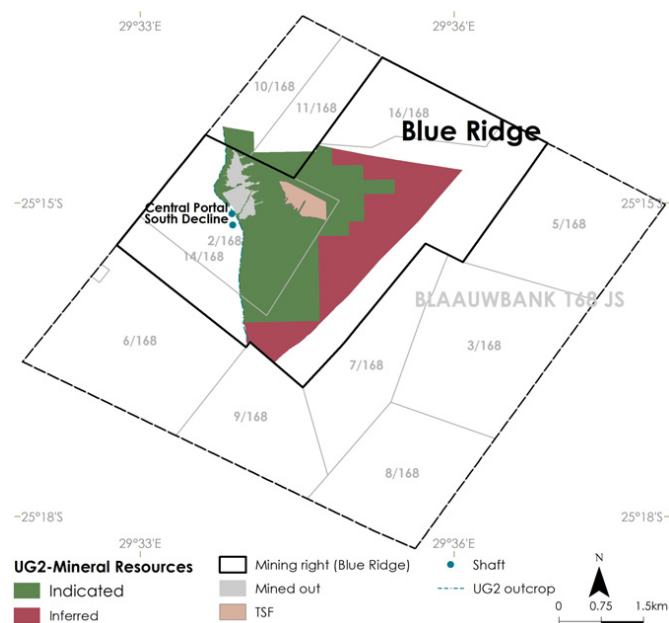 29°33'E
29°36'E
10/168
11/168
16/168
Blue Ridge
25°15'S
25°15'S
Central Portal
South Decline
2/168
14/168
5/168
BLAAUWBANK 168 JS
6/168
7/168
3/168
9/168
8/168
25°18'S
25°18'S
29°33'E
29°36'E
UG2-Mineral Resources
Indicated
Inferred
Mining right (Blue Ridge)
Mined out
TSF
Shaft
UG2 outcrop
N
0 0.75 1.5km